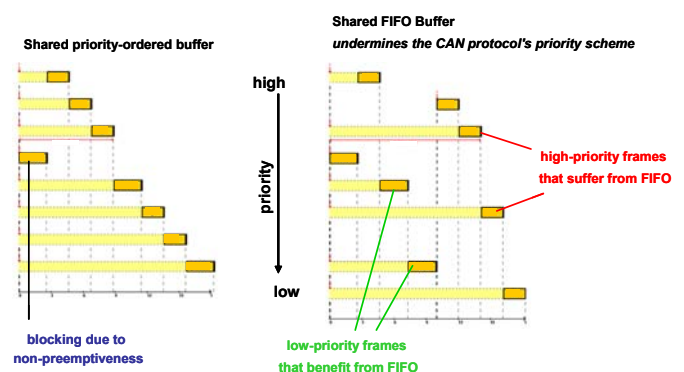 Shared priority-ordered buffer
Shared FIFO Buffer
undermines the CAN protocol's priority scheme
high
priority
low
high-priority frames
that suffer from FIFO
blocking due to
non-preemptiveness
low-priority frames
that benefit from FIFO